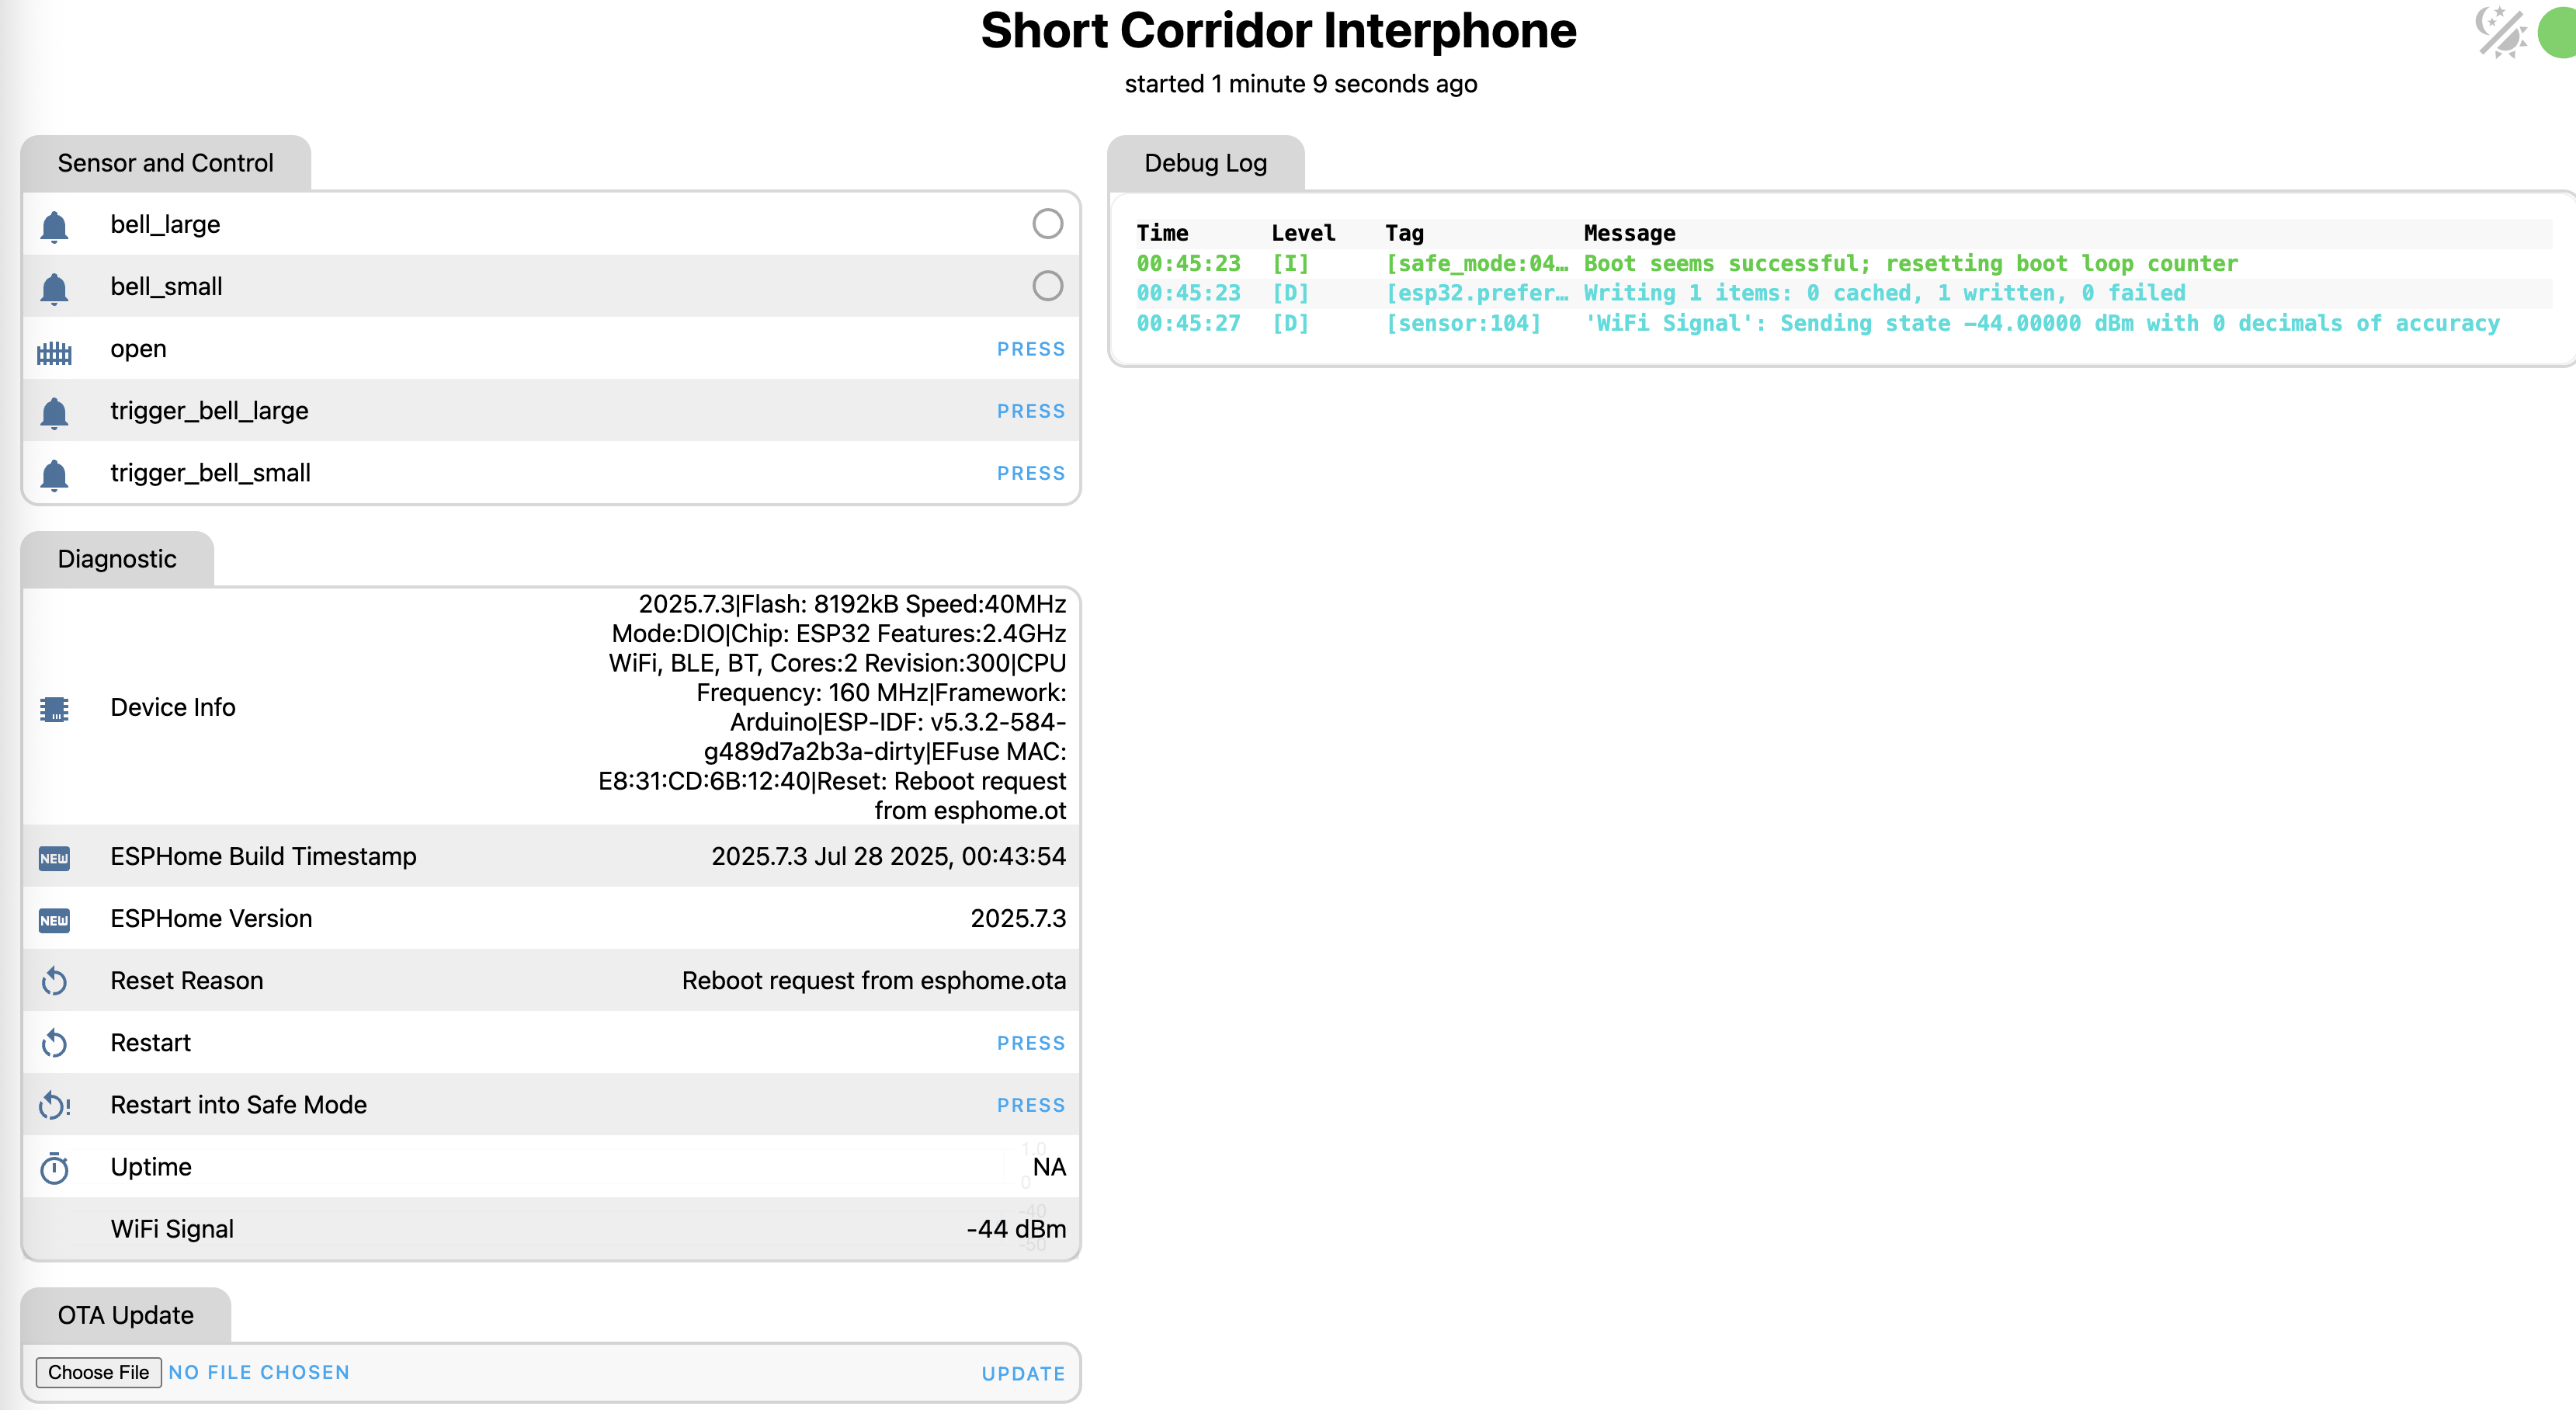 Short Corridor Interphone
started 1 minute 9 seconds ago
Sensor and Control
bell_large
bell_small
open PRESS
trigger_bell_large PRESS
trigger_bell_small PRESS
Diagnostic
Device Info
2025.7.3|Flash: 8192kB Speed:40MHz
Mode:DIO|Chip: ESP32 Features:2.4GHz
WiFi, BLE, BT, Cores:2 Revision:300|CPU
Frequency: 160 MHz|Framework:
Arduino|ESP-IDF: v5.3.2-584-
g489d7a2b3a-dirty|EFuse MAC:
E8:31:CD:6B:12:40|Reset: Reboot request
from esphome.ot
NEW ESPHome Build Timestamp 2025.7.3 Jul 28 2025, 00:43:54
NEW ESPHome Version 2025.7.3
Reset Reason Reboot request from esphome.ota
Restart PRESS
Restart into Safe Mode PRESS
1.0
Uptime NA
0
-40
WiFi Signal -44 dBm
-50
OTA Update
Choose File NO FILE CHOSEN UPDATE
Debug Log
Time Level Tag Message
00:45:23 [I] [safe_mode:04… Boot seems successful; resetting boot loop counter
00:45:23 [D] [esp32.prefer… Writing 1 items: 0 cached, 1 written, 0 failed
00:45:27 [D] [sensor:104] 'WiFi Signal': Sending state -44.00000 dBm with 0 decimals of accuracy